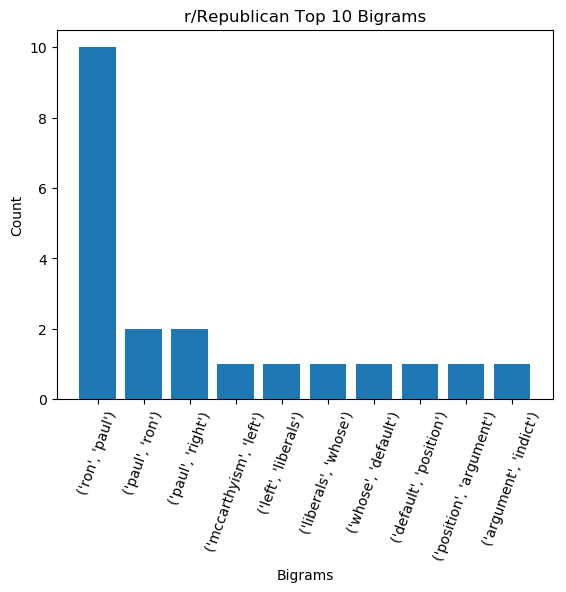 r/Republican Top 10 Bigrams
10
8
6
4
2
0
Count
('ron', 'paul')
('paul', 'ron')
('paul', 'right')
('mccarthyism', 'left')
('left', 'liberals')
('liberals', 'whose')
('whose', 'default')
('default', 'position')
('position', 'argument')
('argument', 'indict')
Bigrams